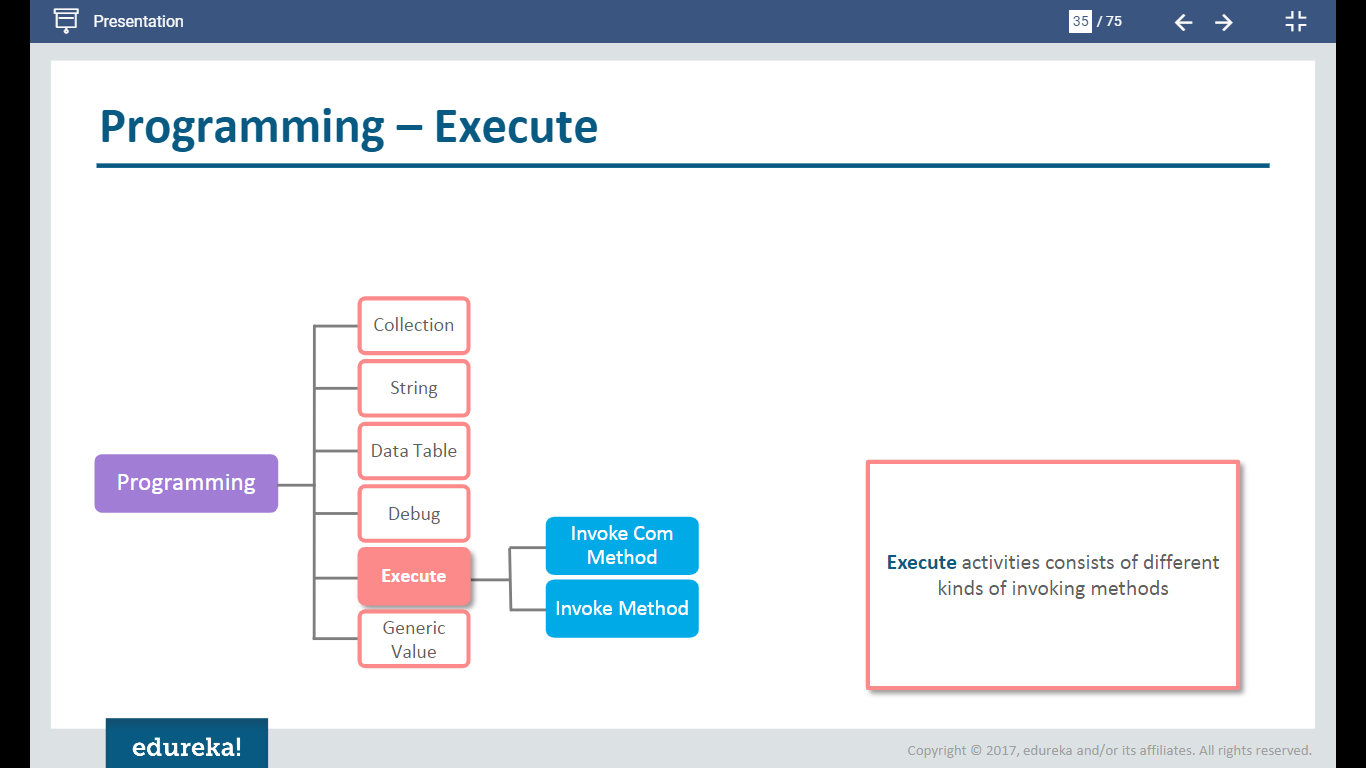 Presentation
35 / 75
Programming – Execute
Collection
String
Data Table
Programming
Debug
Execute
Invoke Com
Method
Invoke Method
Generic
Value
Execute activities consists of different
kinds of invoking methods
edureka!
Copyright © 2017, edureka and/or its affiliates. All rights reserved.